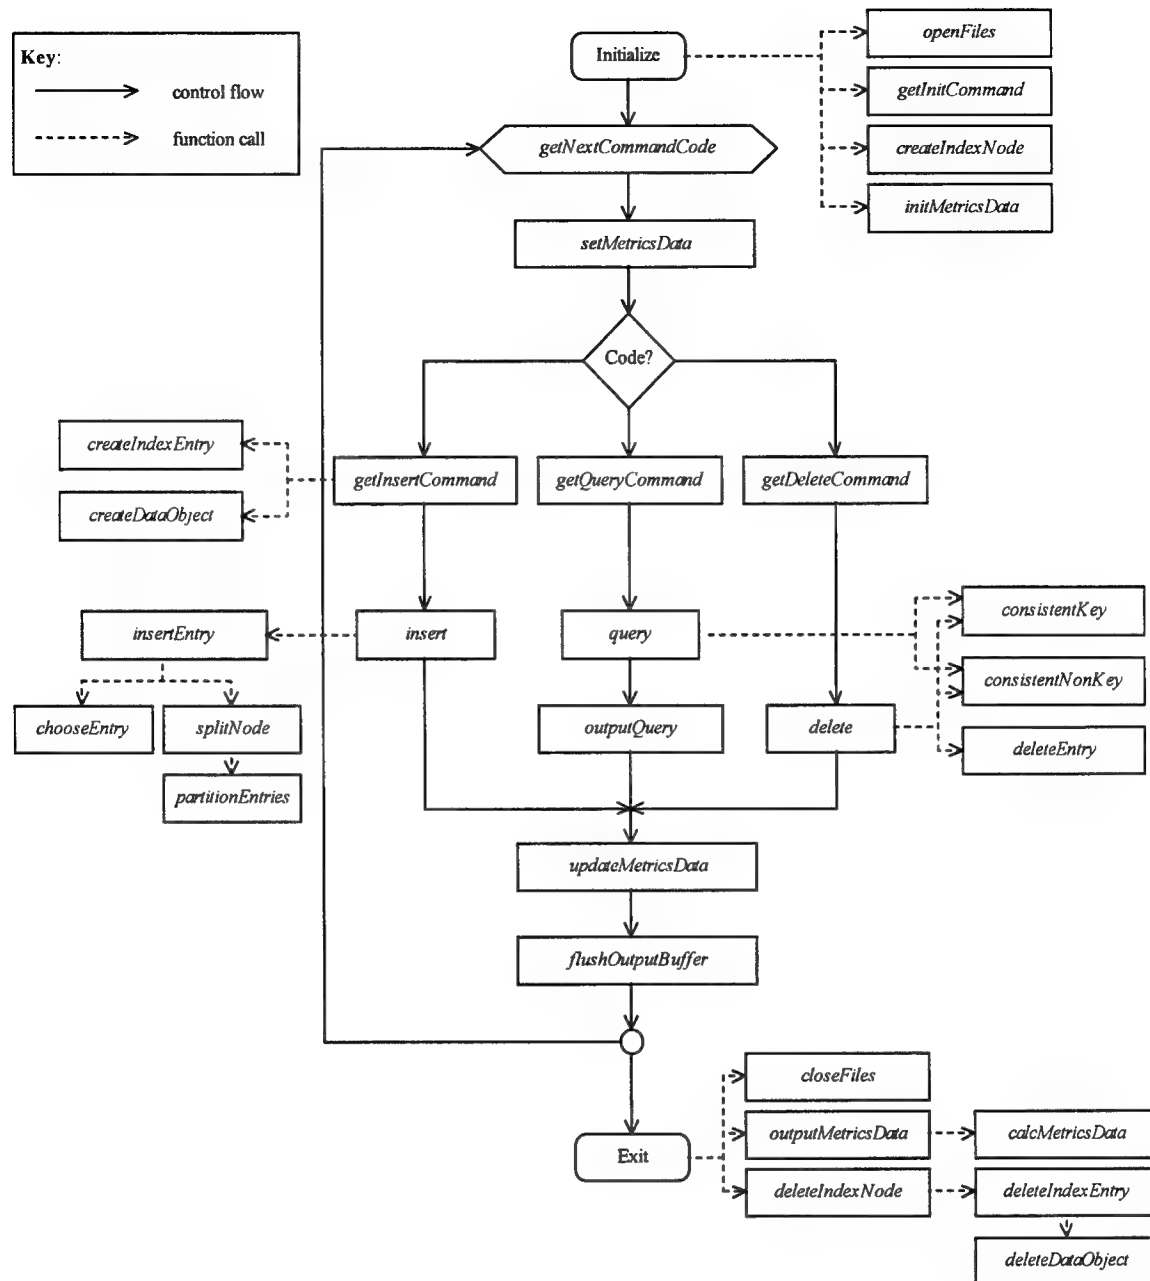 Key:
control flow
function call
Initialize
openFiles
getInitCommand
createIndexNode
initMetricsData
getNextCommandCode
setMetricsData
Code?
createIndexEntry
createDataObject
getInsertCommand
getQueryCommand
getDeleteCommand
insertEntry
insert
query
consistentKey
consistentNonKey
chooseEntry
splitNode
outputQuery
delete
deleteEntry
partitionEntries
updateMetricsData
flushOutputBuffer
closeFiles
Exit
outputMetricsData
calcMetricsData
deleteIndexNode
deleteIndexEntry
deleteDataObject